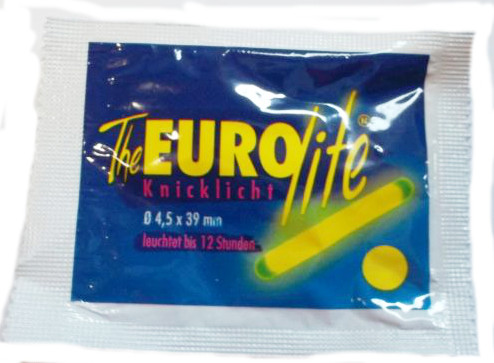 The EUROlite®
Knicklicht
Ø 4,5 x 39 mm
leuchtet bis 12 Stunden